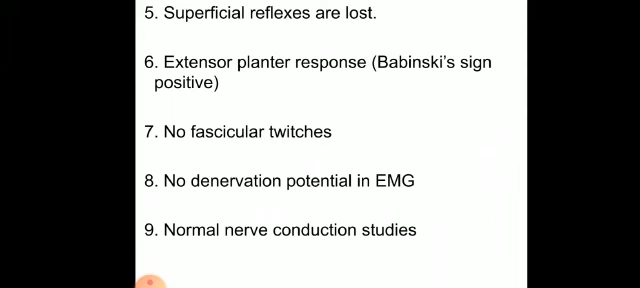 5. Superficial reflexes are lost.
6. Extensor planter response (Babinski's sign
positive)
7. No fascicular twitches
8. No denervation potential in EMG
9. Normal nerve conduction studies